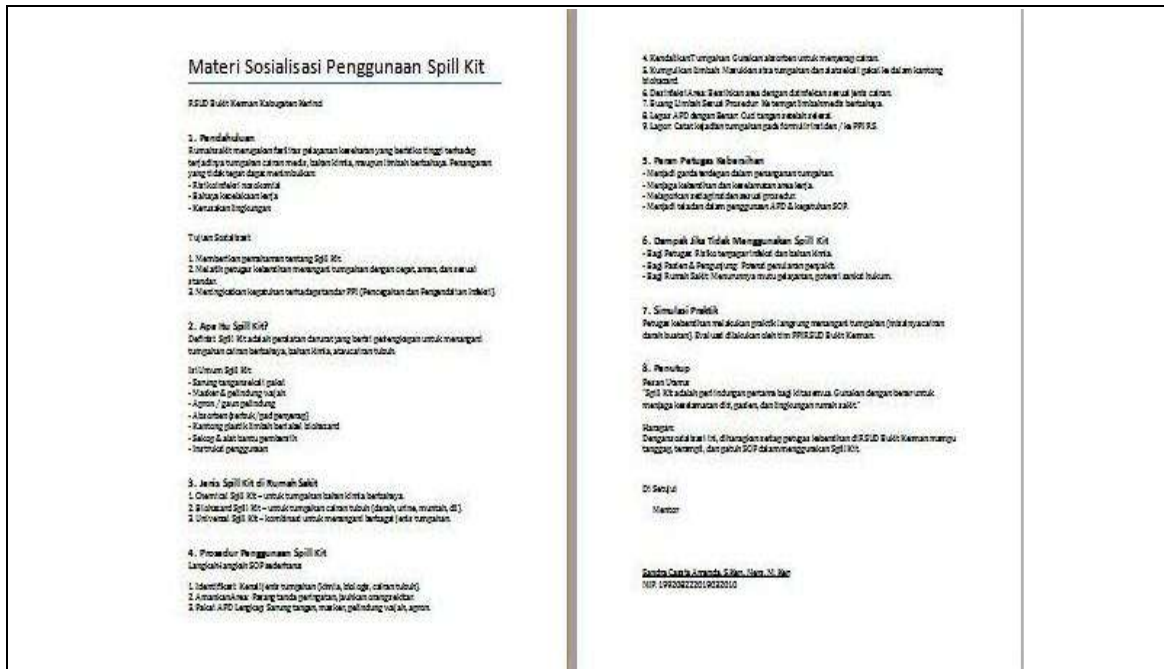 Materi Sosialisasi Penggunaan Spill Kit
RSUD Bukit Kerman Kabupaten Kerinci
1. Pendahuluan
Rumah sakit merupakan fasilitas pelayanan kesehatan yang berisiko tinggi terhadap
terjadinya tumpahan cairan medis, bahan kimia, maupun limbah berbahaya. Penanganan
yang tidak tepat dapat menimbulkan:
- Risiko infeksi nosokomial
- Bahaya kecelakaan kerja
- Kerusakan lingkungan
Tujuan Sosialisasi:
1. Memberikan pemahaman tentang Spill Kit.
2. Melatih petugas kebersihan menangani tumpahan dengan cepat, aman, dan sesuai
standar.
3. Meningkatkan kepatuhan terhadap standar PPI (Pencegahan dan Pengendalian Infeksi).
2. Apa Itu Spill Kit?
Definisi: Spill Kit adalah peralatan darurat yang berisi perlengkapan untuk menangani
tumpahan cairan berbahaya, bahan kimia, atau cairan tubuh.
Isi Umum Spill Kit:
- Sarung tangan sekali pakai
- Masker & pelindung wajah
- Apron / gaun pelindung
- Absorben (serbuk/pad penyerap)
- Kantong plastik limbah berlabel biohazard
- Sekop & alat bantu pembersih
- Instruksi penggunaan
3. Jenis Spill Kit di Rumah Sakit
1. Chemical Spill Kit – untuk tumpahan bahan kimia berbahaya.
2. Biohazard Spill Kit – untuk tumpahan cairan tubuh (darah, urine, muntah, dll).
3. Universal Spill Kit – kombinasi untuk menangani berbagai jenis tumpahan.
4. Prosedur Penggunaan Spill Kit
Langkah-langkah SOP sederhana:
1. Identifikasi: Kenali jenis tumpahan (kimia, biologis, cairan tubuh).
2. Amankan Area: Pasang tanda peringatan, jauhkan orang sekitar.
3. Pakai APD Lengkap: Sarung tangan, masker, pelindung wajah, apron.
4. Kendalikan Tumpahan: Gunakan absorben untuk menyerap cairan.
5. Kumpulkan Limbah: Masukkan sisa tumpahan dan alat sekali pakai ke dalam kantong
biohazard.
6. Desinfeksi Area: Bersihkan area dengan disinfektan sesuai jenis cairan.
7. Buang Limbah Sesuai Prosedur: Ke tempat limbah medis berbahaya.
8. Lepas APD dengan Benar: Cuci tangan setelah selesai.
9. Lapor: Catat kejadian tumpahan pada formulir insiden / ke PPI RS.
5. Peran Petugas Kebersihan
- Menjadi garda terdepan dalam penanganan tumpahan.
- Menjaga kebersihan dan keselamatan area kerja.
- Melaporkan setiap insiden sesuai prosedur.
- Menjadi teladan dalam penggunaan APD & kepatuhan SOP.
6. Dampak Jika Tidak Menggunakan Spill Kit
- Bagi Petugas: Risiko terpapar infeksi dan bahan kimia.
- Bagi Pasien & Pengunjung: Potensi penularan penyakit.
- Bagi Rumah Sakit: Menurunnya mutu pelayanan, potensi sanksi hukum.
7. Simulasi Praktik
Petugas kebersihan melakukan praktik langsung menangani tumpahan (misalnya cairan
darah buatan). Evaluasi dilakukan oleh tim PPI RSUD Bukit Kerman.
8. Penutup
Pesan Utama:
"Spill Kit adalah perlindungan pertama bagi kita semua. Gunakan dengan benar untuk
menjaga keselamatan diri, pasien, dan lingkungan rumah sakit."
Harapan:
Dengan sosialisasi ini, diharapkan setiap petugas kebersihan di RSUD Bukit Kerman mampu
tanggap, terampil, dan patuh SOP dalam menggunakan Spill Kit.
Di Setujui
Mentor
Amanda, S.Kep, Ners, M. Kep